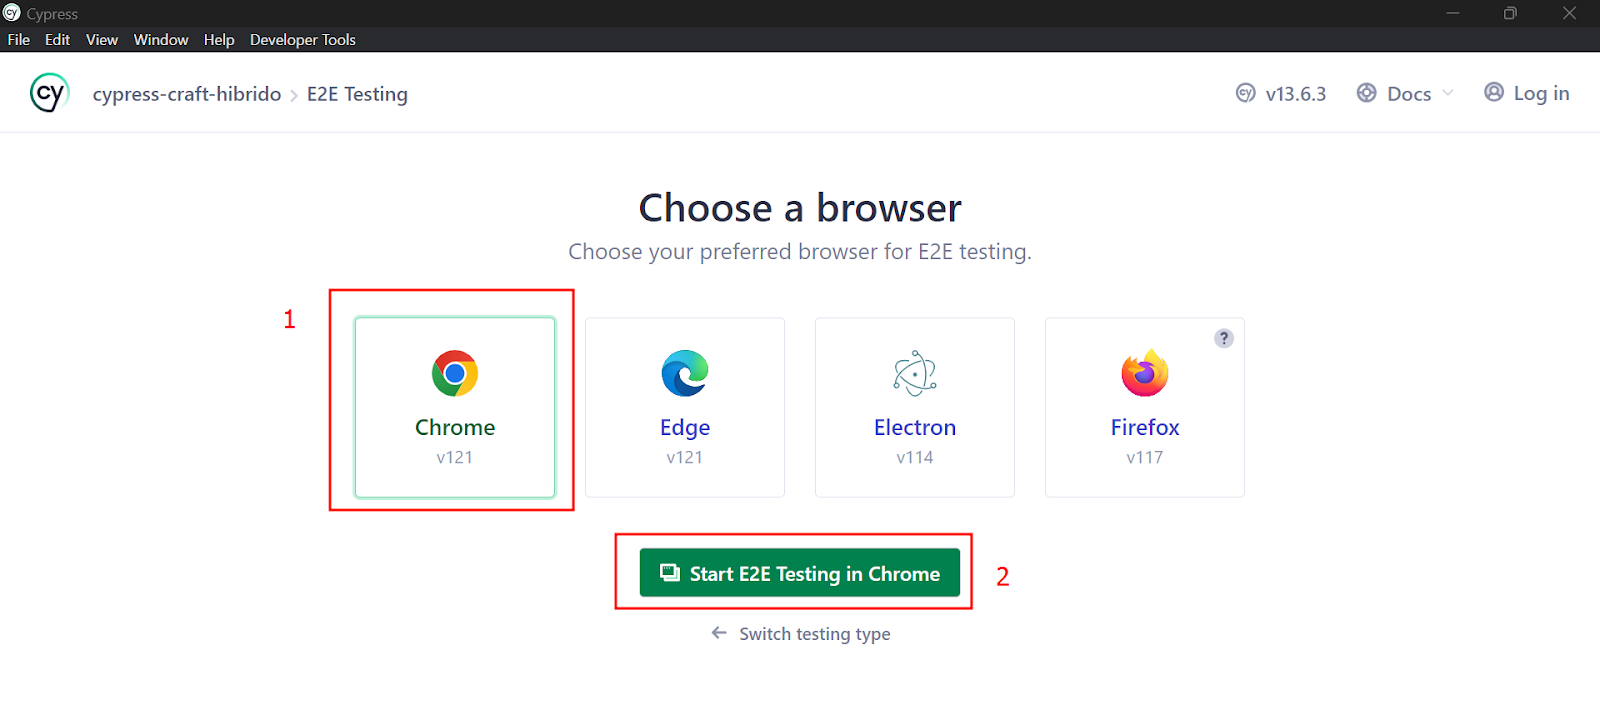 Cypress
File Edit View Window Help Developer Tools
cy cypress-craft-hibrido > E2E Testing cy v13.6.3 Docs Log in
Choose a browser
Choose your preferred browser for E2E testing.
1
?
Chrome Edge Electron Firefox
v121 v121 v114 v117
Start E2E Testing in Chrome 2
← Switch testing type